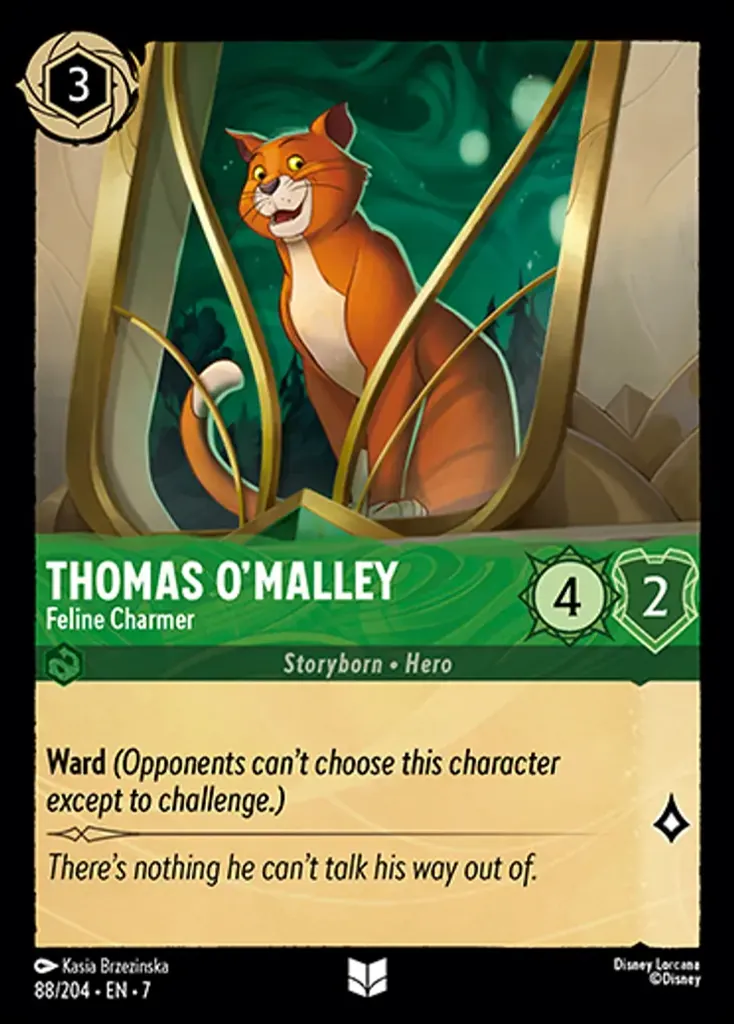 3
THOMAS O'MALLEY
Feline Charmer
4
2
Storyborn • Hero
Ward (Opponents can't choose this character
except to challenge.)
There's nothing he can't talk his way out of.
Kasia Brzezinska
88/204 • EN • 7
Disney Lorcana
©Disney